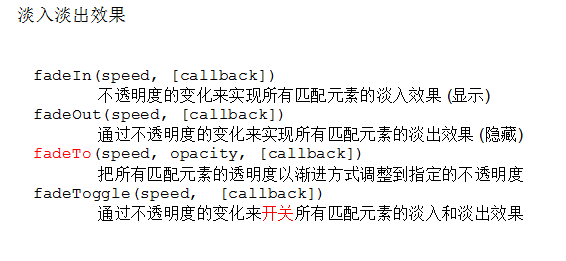 淡入淡出效果
fadeIn(speed, [callback])
不透明度的变化来实现所有匹配元素的淡入效果 (显示)
fadeOut(speed, [callback])
通过不透明度的变化来实现所有匹配元素的淡出效果 (隐藏)
fadeTo(speed, opacity, [callback])
把所有匹配元素的透明度以渐进方式调整到指定的不透明度
fadeToggle(speed, [callback])
通过不透明度的变化来开关所有匹配元素的淡入和淡出效果